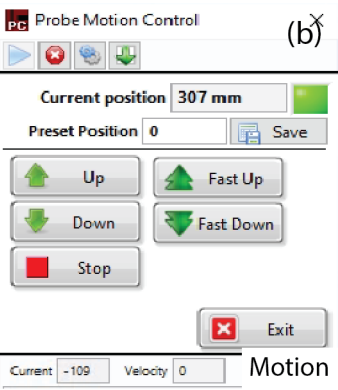 PC Probe Motion Control
(b)
Current position 307 mm
Preset Position 0 Save
Up Fast Up
Down Fast Down
Stop
Exit
Current -109 Velocity 0
Motion